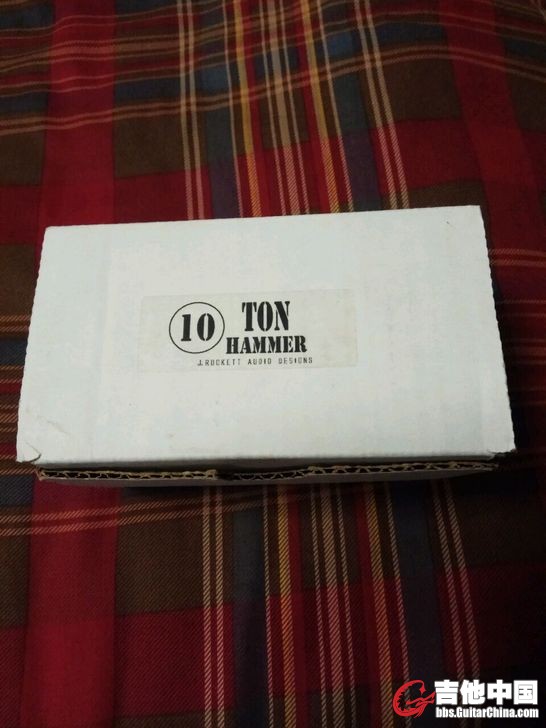 10 TON
HAMMER
J.ROCKETT AUDIO DESIGNS
吉他中国
bbs.GuitarChina.com